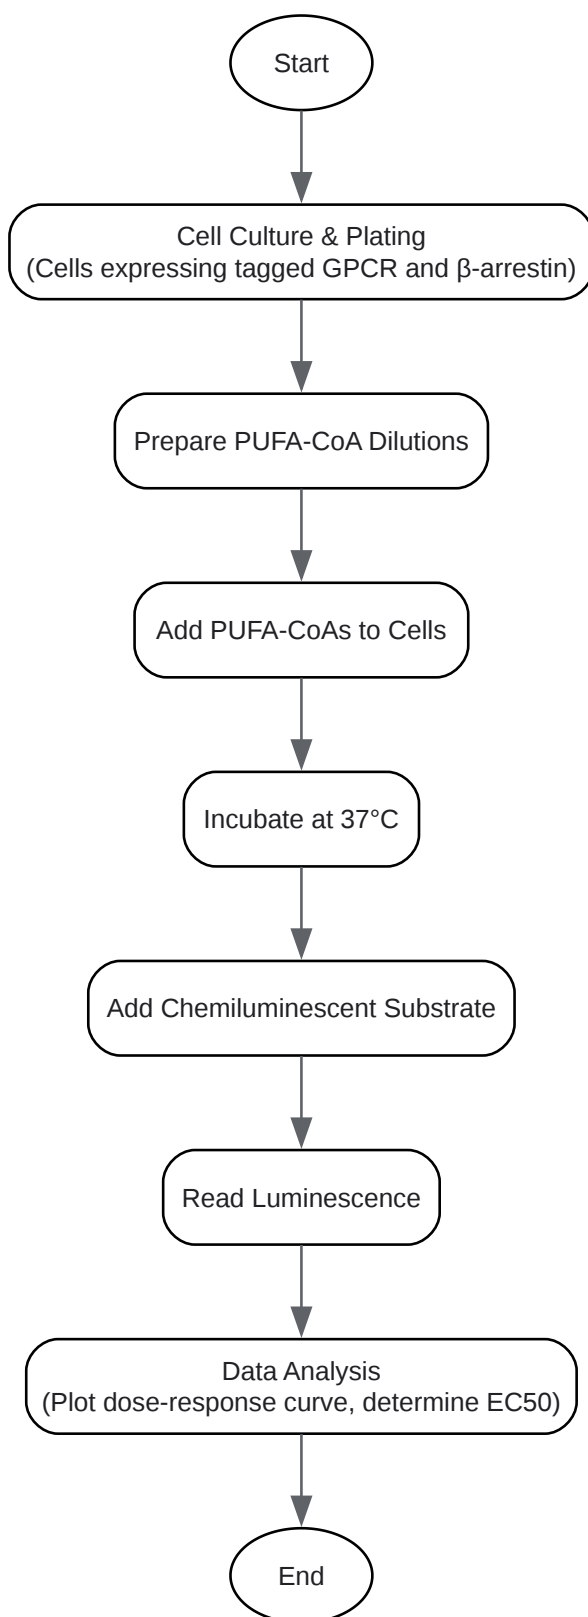 Start
Cell Culture & Plating
(Cells expressing tagged GPCR and β-arrestin)
Prepare PUFA-CoA Dilutions
Add PUFA-CoAs to Cells
Incubate at 37°C
Add Chemiluminescent Substrate
Read Luminescence
Data Analysis
(Plot dose-response curve, determine EC50)
End